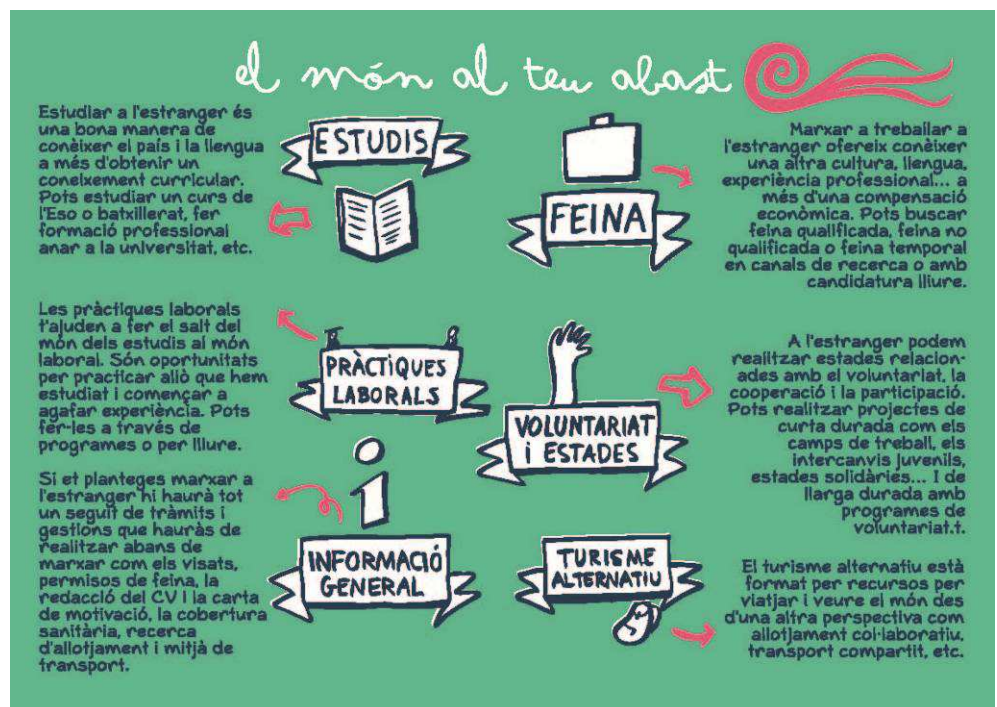 el món al teu abast
Estudiar a l'estranger és
una bona manera de
conèixer el país i la llengua
a més d'obtenir un
coneixement curricular.
Pots estudiar un curs de
l'Eso o batxillerat, fer
formació professional
anar a la universitat, etc.
ESTUDIS
FEINA
Marxar a treballar a
l'estranger ofereix conèixer
una altra cultura, llengua,
experiència professional... a
més d'una compensació
econòmica. Pots buscar
feina qualificada, feina no
qualificada o feina temporal
en canals de recerca o amb
candidatura lliure.
Les pràctiques laborals
t'ajuden a fer el salt del
món dels estudis al món
laboral. Són oportunitats
per practicar allò que hem
estudiat i començar a
agafar experiència. Pots
fer-les a través de
programes o per lliure.
PRÀCTIQUES
LABORALS
VOLUNTARIAT
i ESTADES
A l'estranger podem
realitzar estades relacion-
ades amb el voluntariat, la
cooperació i la participació.
Pots realitzar projectes de
curta durada com els
camps de treball, els
intercanvis juvenils,
estades solidàries... I de
llarga durada amb
programes de
voluntariat.t.
Si et planteges marxar a
l'estranger hi haurà tot
un seguit de tràmits i
gestions que hauràs de
realitzar abans de
marxar com els visats,
permisos de feina, la
redacció del CV i la carta
de motivació, la cobertura
sanitària, recerca
d'allotjament i mitjà de
transport.
INFORMACIÓ
GENERAL
TURISME
ALTERNATIU
El turisme alternatiu està
format per recursos per
viatjar i veure el món des
d'una altra perspectiva com
allotjament col·laboratiu,
transport compartit, etc.